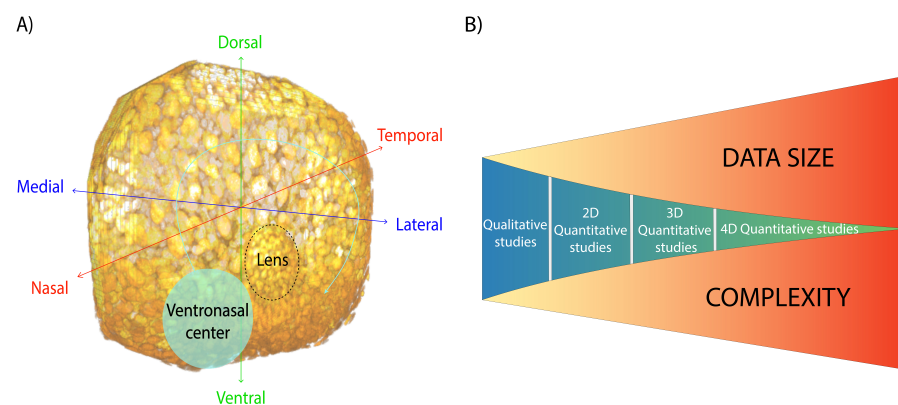 A)
Dorsal
Temporal
Medial
Lateral
Lens
Nasal
Ventronasal
center
Ventral
B)
DATA SIZE
Qualitative
studies
2D
Quantitative
studies
3D
Quantitative
studies
4D Quantitative studies
COMPLEXITY